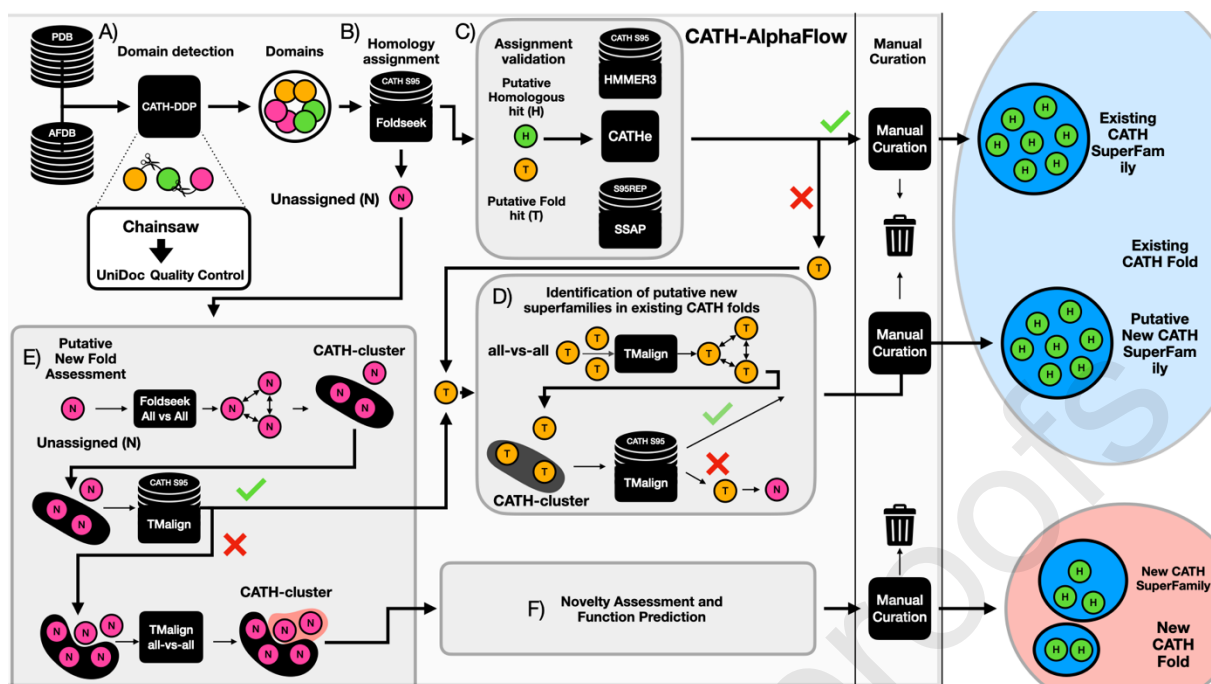 PDB
AFDB
A)
Domain detection
CATH-DDP
Domains
Chainsaw
UniDoc Quality Control
B)
Homology
assignment
CATH S95
Foldseek
Unassigned (N)
N
C)
Assignment
validation
Putative
Homologous
hit (H)
H
T
Putative Fold
hit (T)
CATH S95
HMMER3
CATHe
S95REP
SSAP
CATH-AlphaFlow
T
Manual
Curation
Manual
Curation
Manual
Curation
Manual
Curation
H
H
H
H
H
H
H
Existing
CATH
SuperFam
ily
Existing
CATH Fold
H
H
H
H
H
H
H
Putative
New CATH
SuperFam
ily
D)
Identification of putative new
superfamilies in existing CATH folds
all-vs-all
T
T
T
TMalign
T
T
T
T
T
T
CATH-cluster
CATH S95
TMalign
T
N
T
E)
Putative
New Fold
Assessment
N
Unassigned (N)
Foldseek
All vs All
N
N
N
CATH-cluster
N
N
N
N
N
N
CATH S95
TMalign
N
N
N
N
N
N
TMalign
all-vs-all
CATH-cluster
N
N
N
N
N
N
F)
Novelty Assessment and
Function Prediction
H
H
H
New CATH
SuperFamily
H
H
New
CATH
Fold
proofs